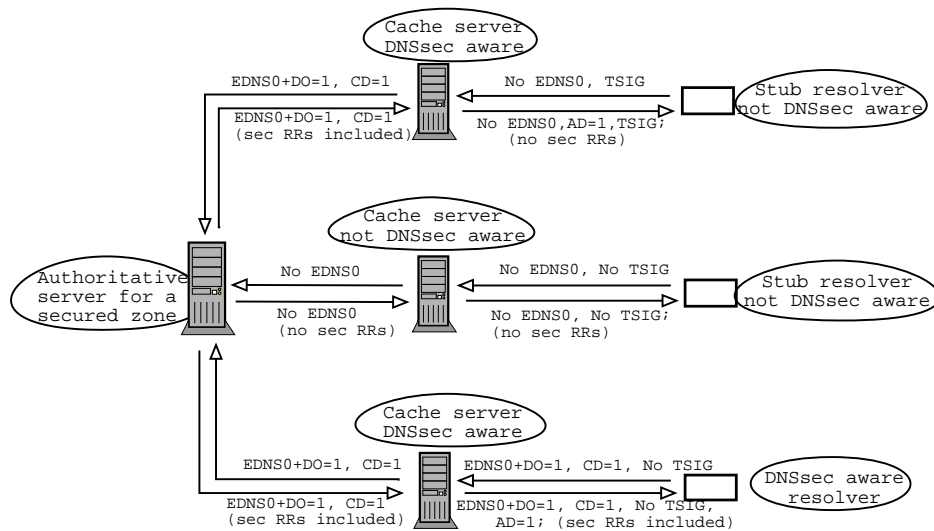 Cache server
DNSsec aware
EDNS0+DO=1, CD=1
No EDNS0, TSIG
Stub resolver
not DNSsec aware
EDNS0+DO=1, CD=1
(sec RRs included)
No EDNS0,AD=1,TSIG;
(no sec RRs)
Cache server
not DNSsec aware
Authoritative
server for a
secured zone
No EDNS0
No EDNS0, No TSIG
Stub resolver
not DNSsec aware
No EDNS0
(no sec RRs)
No EDNS0, No TSIG;
(no sec RRs)
Cache server
DNSsec aware
EDNS0+DO=1, CD=1
EDNS0+DO=1, CD=1, No TSIG
DNSsec aware
resolver
EDNS0+DO=1, CD=1
(sec RRs included)
EDNS0+DO=1, CD=1, No TSIG,
AD=1; (sec RRs included)